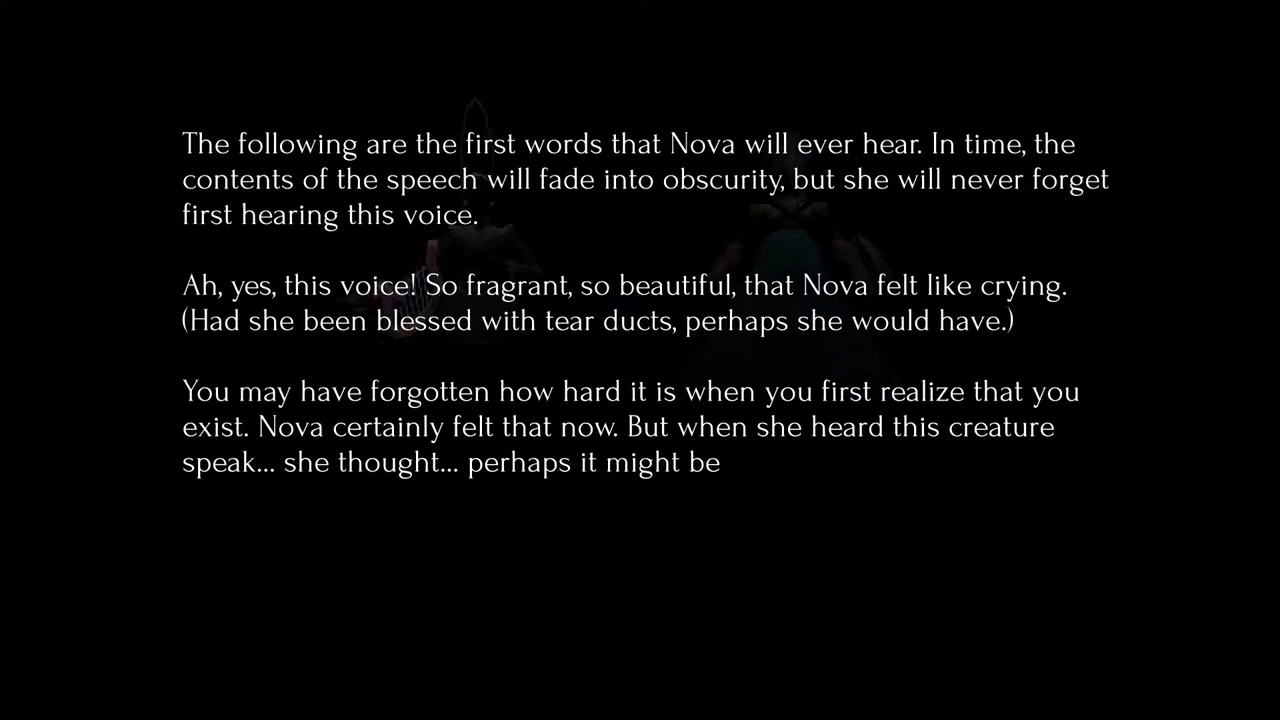 The following are the first words that Nova will ever hear. In time, the
contents of the speech will fade into obscurity, but she will never forget
first hearing this voice.
Ah, yes, this voice! So fragrant, so beautiful, that Nova felt like crying.
(Had she been blessed with tear ducts, perhaps she would have.)
You may have forgotten how hard it is when you first realize that you
exist. Nova certainly felt that now. But when she heard this creature
speak... she thought... perhaps it might be